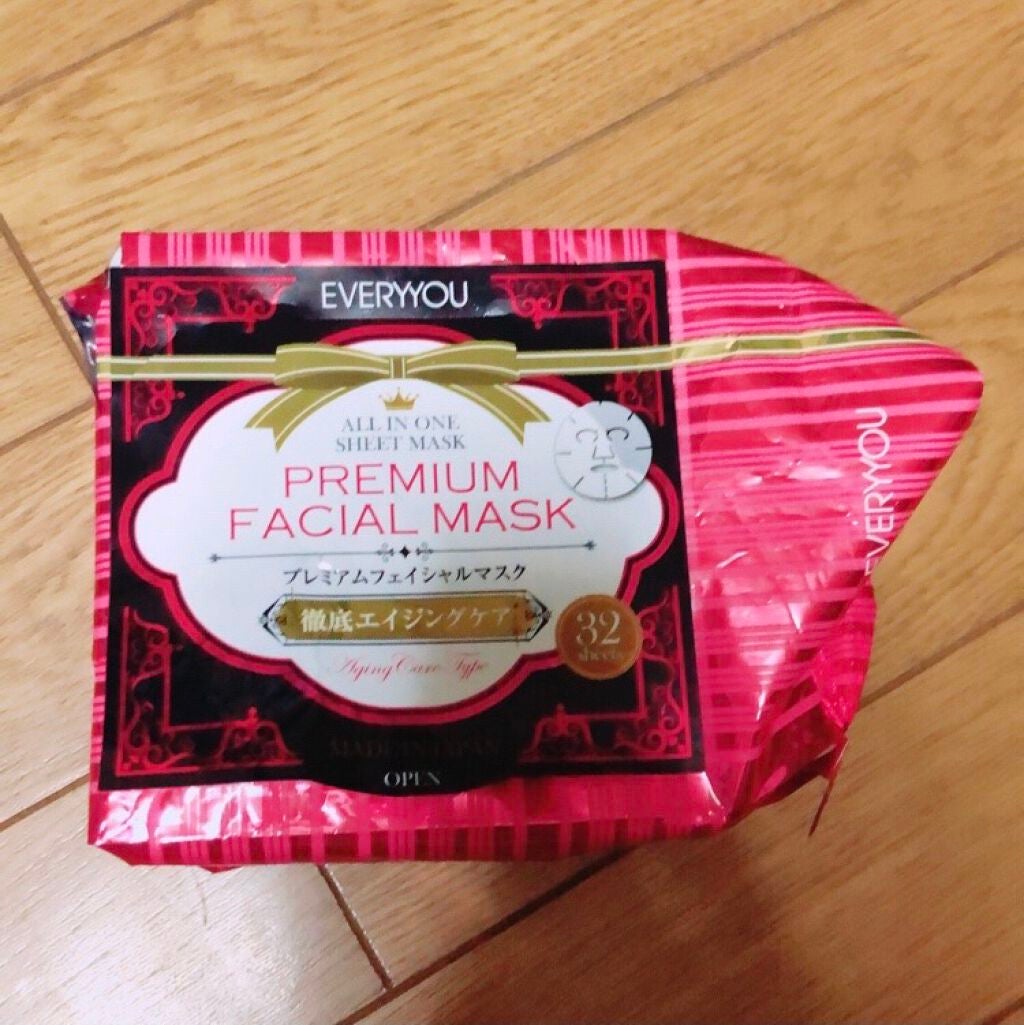 EVERYYOU
ALL IN ONE
SHEET MASK
PREMIUM
FACIAL MASK
プレミアムフェイシャルマスク
徹底エイジングケア
32
sheets
Aging Care Type
MADE IN JAPAN
OPEN
EVERYYOU